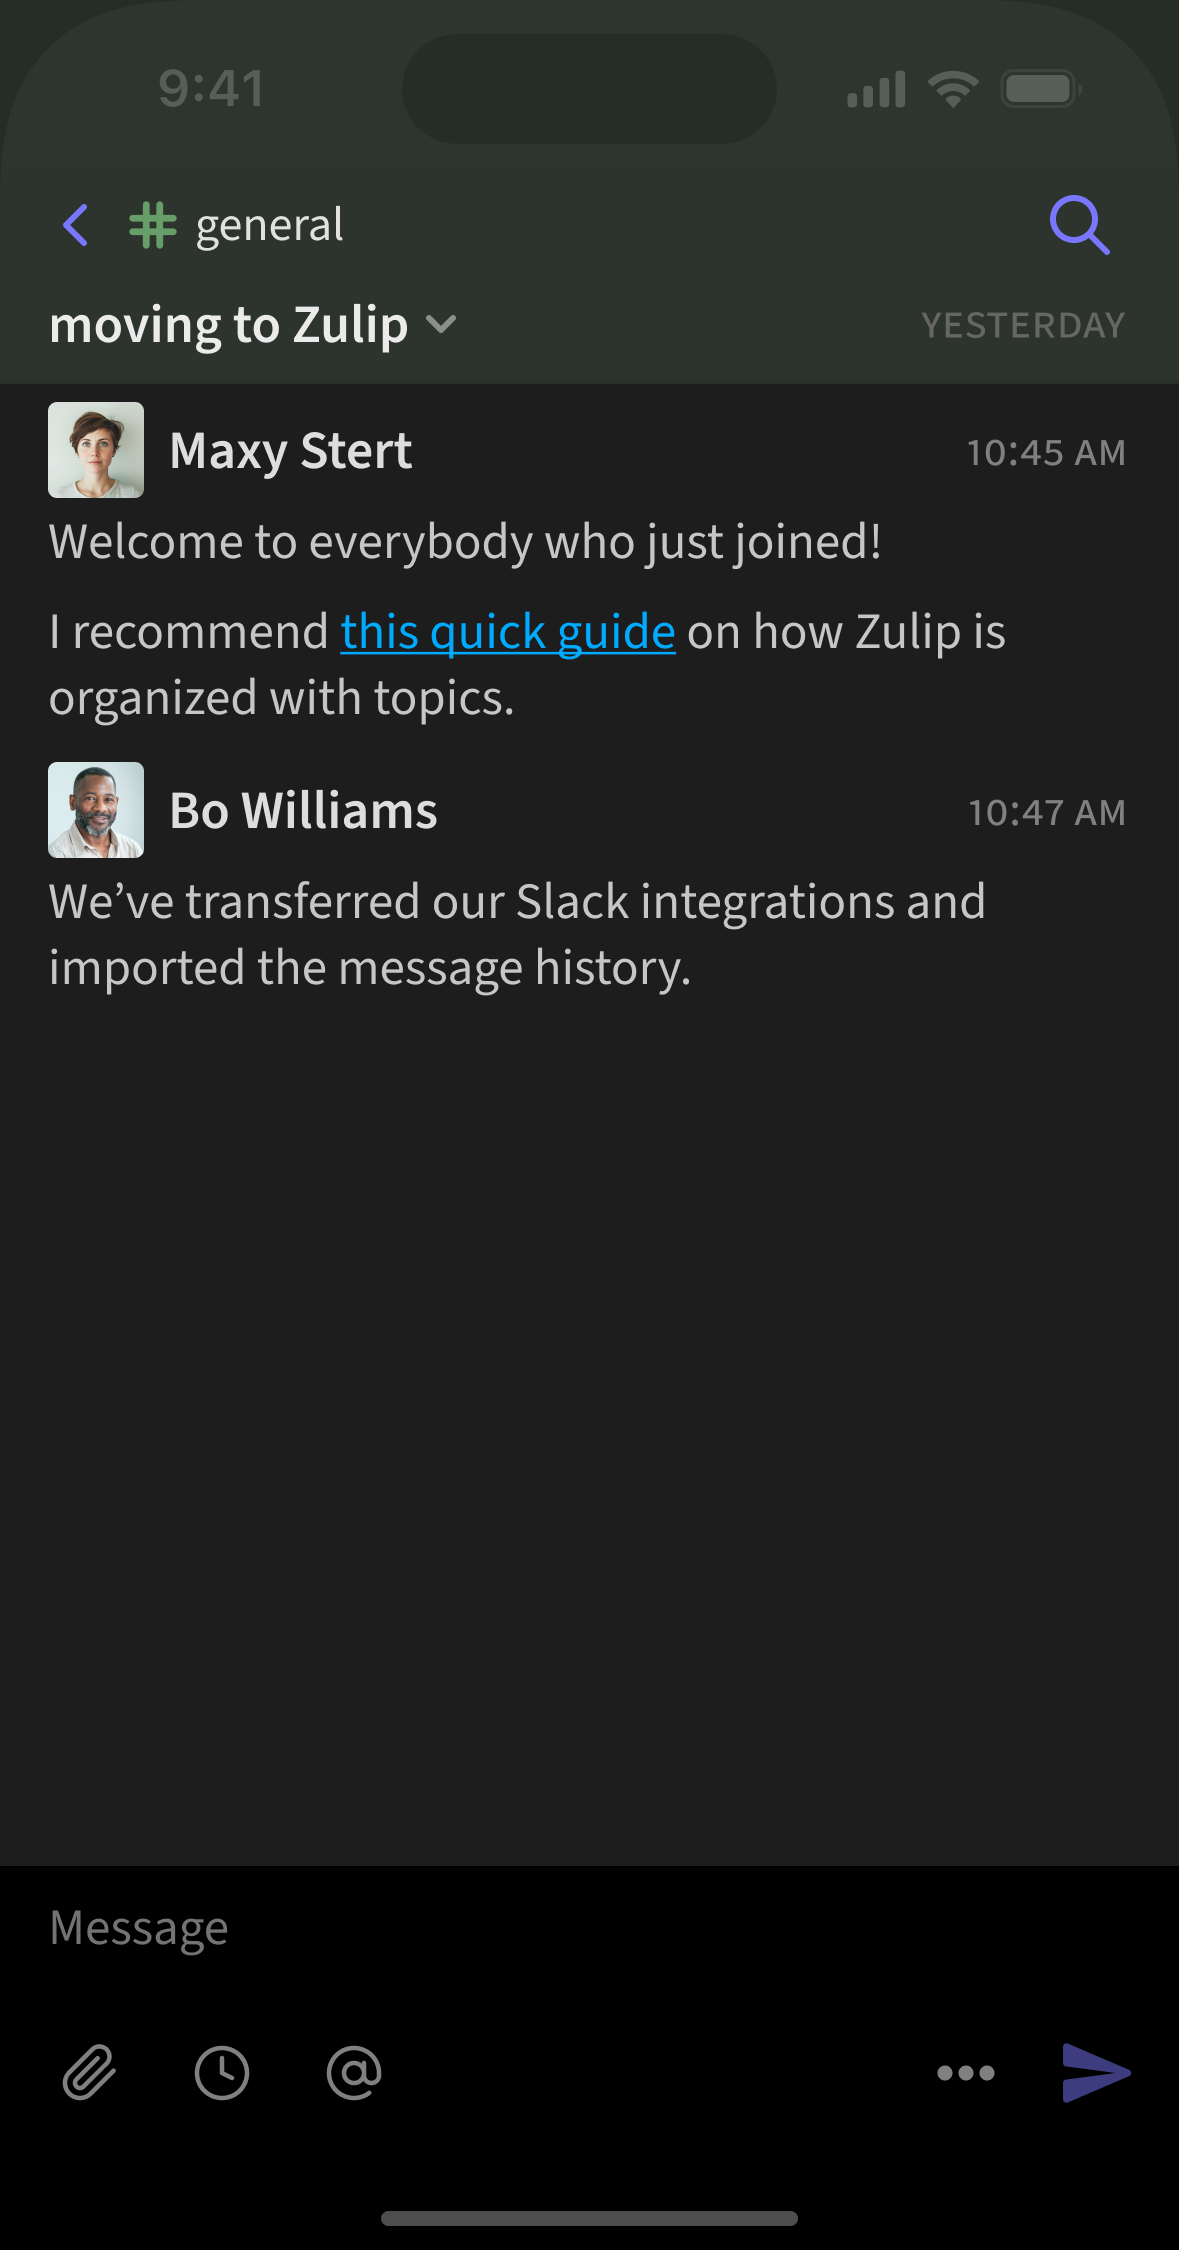 9:41
general
moving to Zulip
YESTERDAY
Maxy Stert
10:45 AM
Welcome to everybody who just joined!
I recommend this quick guide on how Zulip is
organized with topics.
Bo Williams
10:47 AM
We’ve transferred our Slack integrations and
imported the message history.
Message